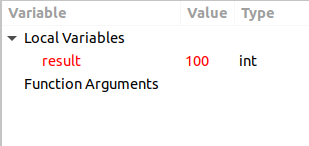 Variable Value Type
Local Variables
result 100 int
Function Arguments